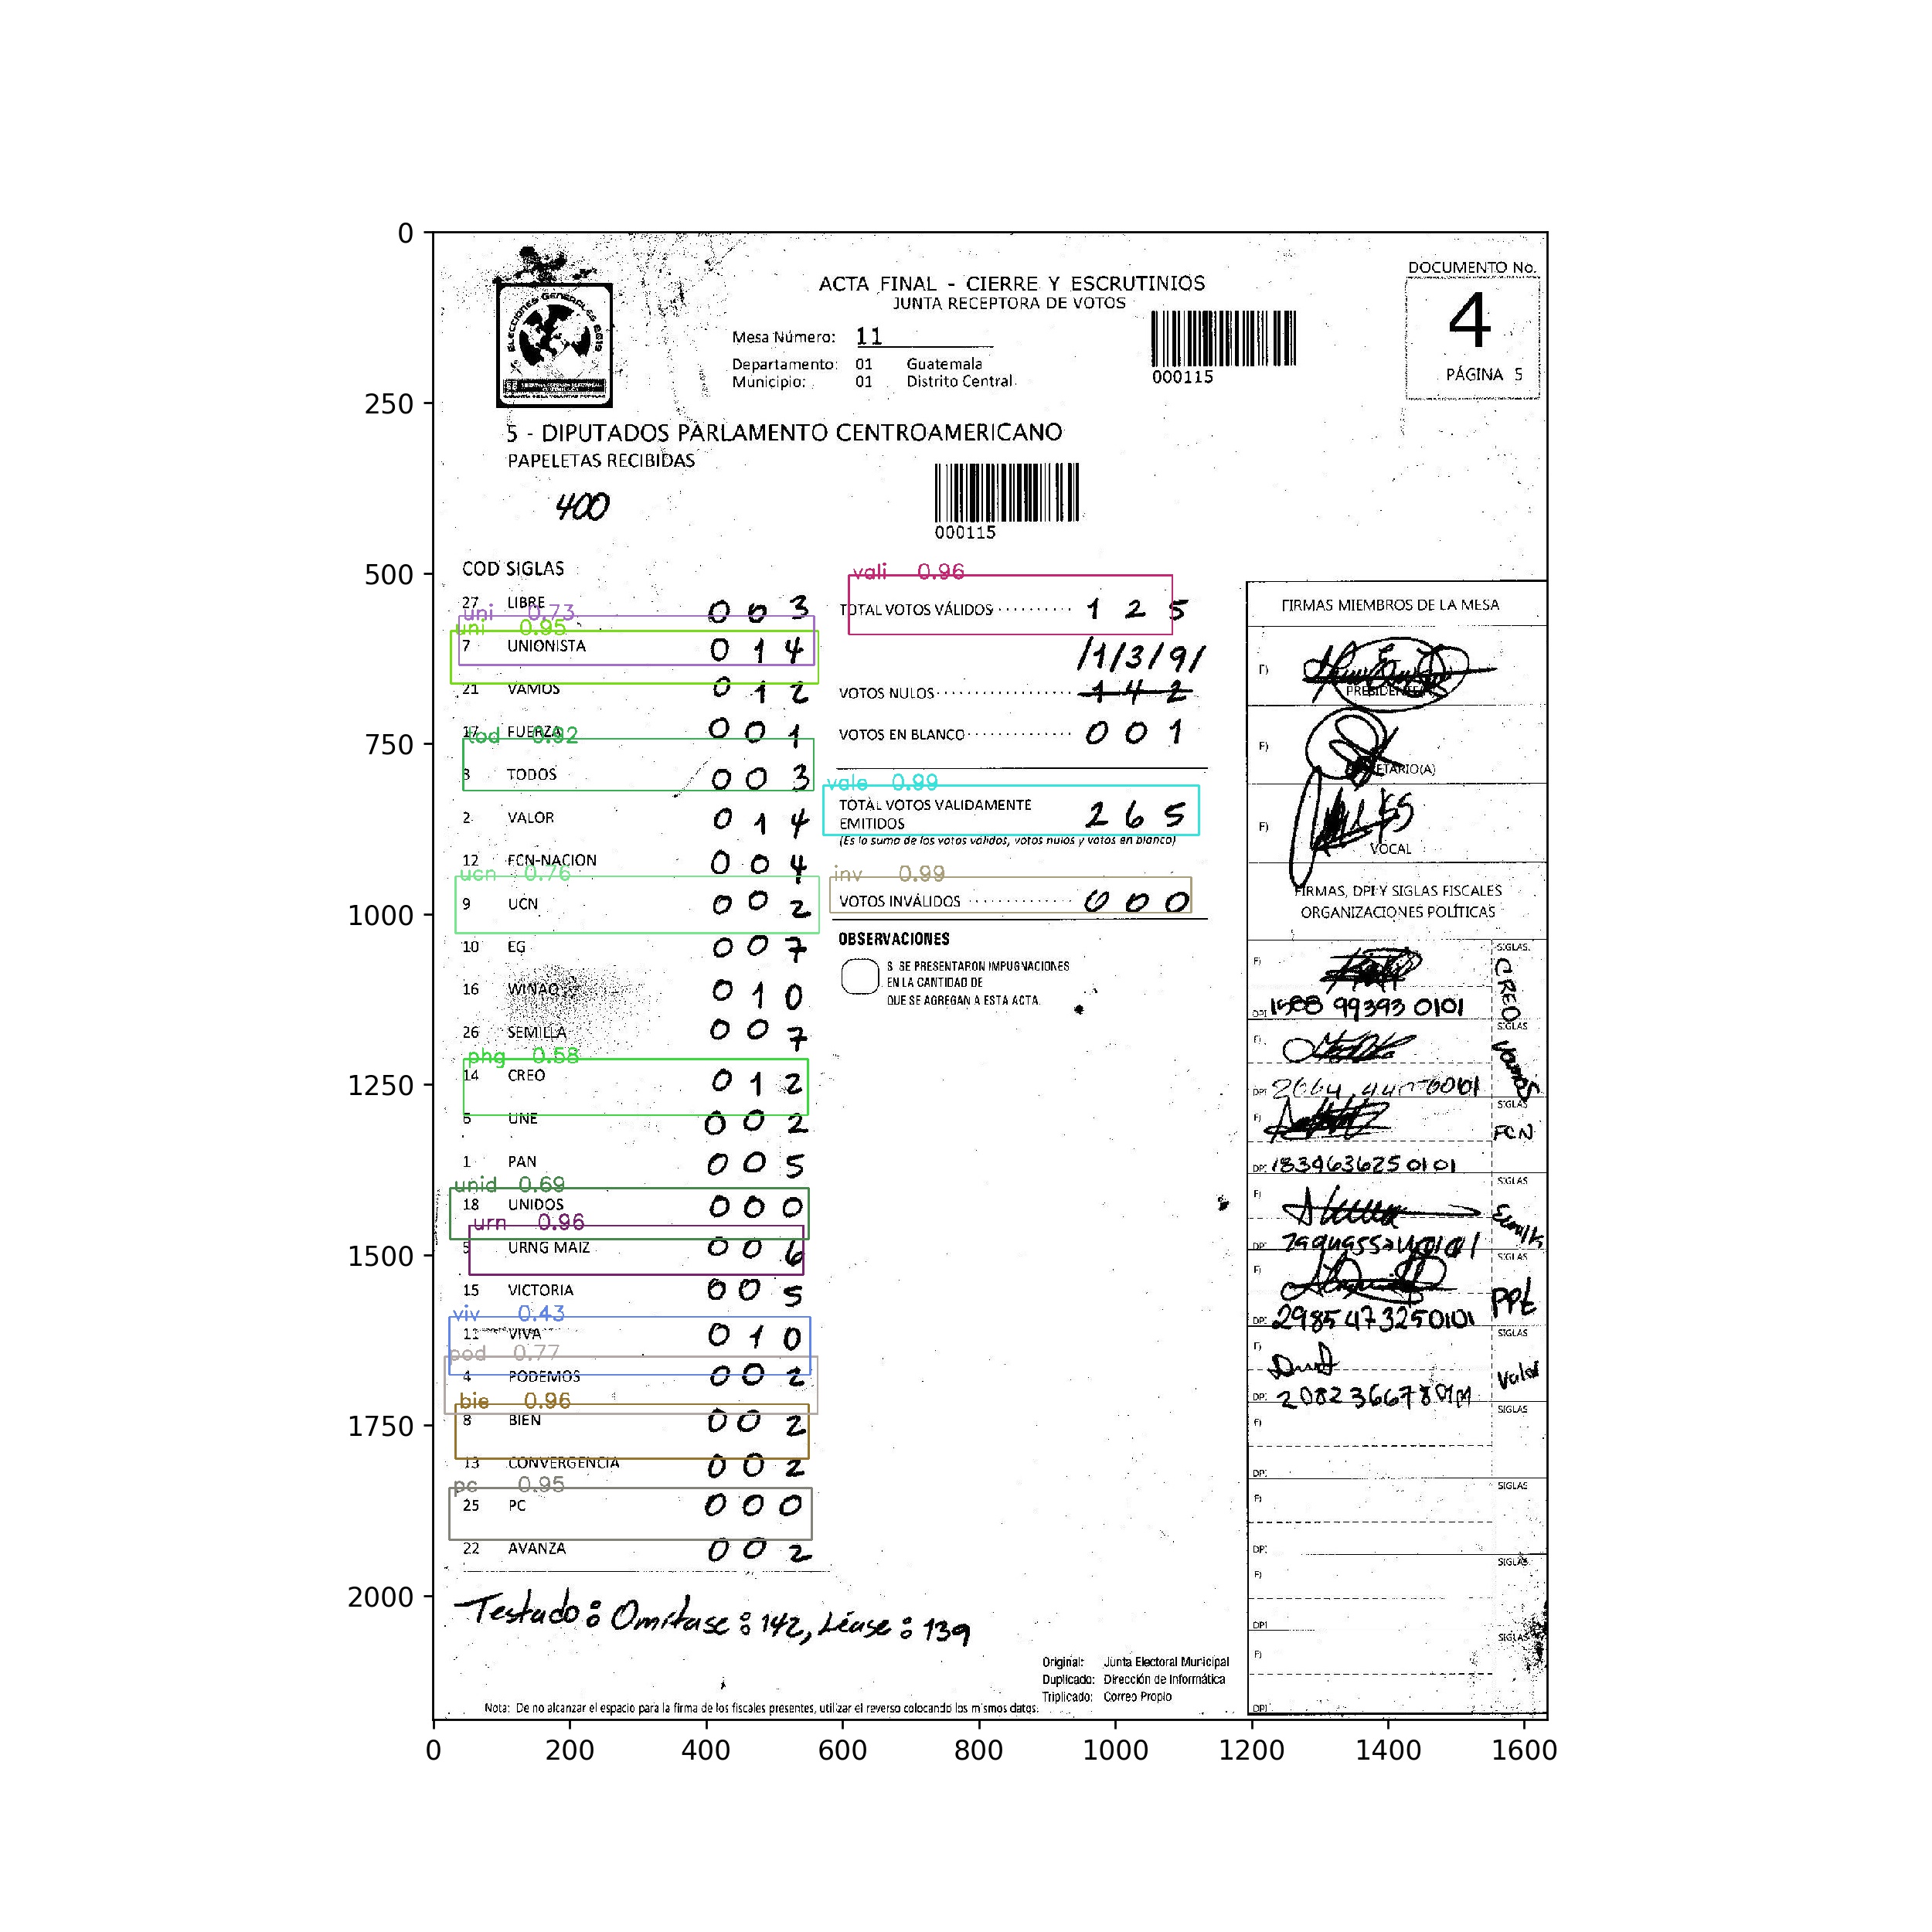 ACTA FINAL - CIERRE Y ESCRUTINIOS
JUNTA RECEPTORA DE VOTOS
DOCUMENTO No.
4
PÁGINA 5
ELECCIONES GENERALES 2019
Mesa Número: 11
Departamento: 01 Guatemala
Municipio: 01 Distrito Central
000115
5 - DIPUTADOS PARLAMENTO CENTROAMERICANO
PAPELETAS RECIBIDAS
400
000115
COD SIGLAS
27 LIBRE 0 0 3
uni 0.73
uni 0.95
7 UNIONISTA 0 1 4
21 VAMOS 0 1 2
17 FUERZA 0 0 1
tod 0.92
3 TODOS 0 0 3
2 VALOR 0 1 4
12 FCN-NACION 0 0 4
ucn 0.76
9 UCN 0 0 2
10 EG 0 0 7
16 WINAQ 0 1 0
26 SEMILLA 0 0 7
phg 0.58
14 CREO 0 1 2
6 UNE 0 0 2
1 PAN 0 0 5
unid 0.69
18 UNIDOS 0 0 0
urn 0.96
5 URNG MAIZ 0 0 6
15 VICTORIA 0 0 5
viv 0.43
11 VIVA 0 1 0
pod 0.77
4 PODEMOS 0 0 2
bie 0.96
8 BIEN 0 0 2
13 CONVERGENCIA 0 0 2
pc 0.95
25 PC 0 0 0
22 AVANZA 0 0 2
vali 0.96
TOTAL VOTOS VÁLIDOS 1 2 5
/1/3/9/
VOTOS NULOS 1 4 2
VOTOS EN BLANCO 0 0 1
vale 0.99
TOTAL VOTOS VALIDAMENTE
EMITIDOS 2 6 5
(Es la suma de los votos válidos, votos nulos y votos en blanco)
inv 0.99
VOTOS INVÁLIDOS 0 0 0
OBSERVACIONES
SI SE PRESENTARON IMPUGNACIONES
EN LA CANTIDAD DE
QUE SE AGREGAN A ESTA ACTA.
FIRMAS MIEMBROS DE LA MESA
F)
PRESIDENTE(A)
F)
SECRETARIO(A)
F)
VOCAL
FIRMAS, DPI Y SIGLAS FISCALES
ORGANIZACIONES POLÍTICAS
F) SIGLAS
CREO
DPI 1588 99393 0101
F) SIGLAS
Vamos
DPI
F) SIGLAS
FCN
DPI 183963625 0101
F) SIGLAS
DPI
F) SIGLAS
PPt
DPI 2985 473250101
F) SIGLAS
Valor
DPI
F) SIGLAS
DPI
F) SIGLAS
DPI
F) SIGLAS
DPI
F) SIGLAS
DPI
Testado: Omítase: 142, Léase: 139
Original: Junta Electoral Municipal
Duplicado: Dirección de Informática
Triplicado: Correo Propio
Nota: De no alcanzar el espacio para la firma de los fiscales presentes, utilizar el reverso colocando los mismos datos.
0
250
500
750
1000
1250
1500
1750
2000
0 200 400 600 800 1000 1200 1400 1600